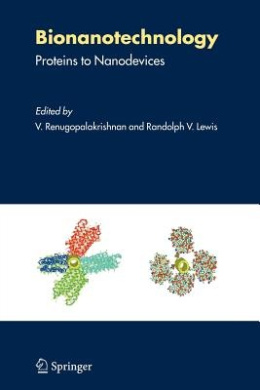 Bionanotechnology
Proteins to Nanodevices
Edited by
V. Renugopalakrishnan and Randolph V. Lewis
Springer